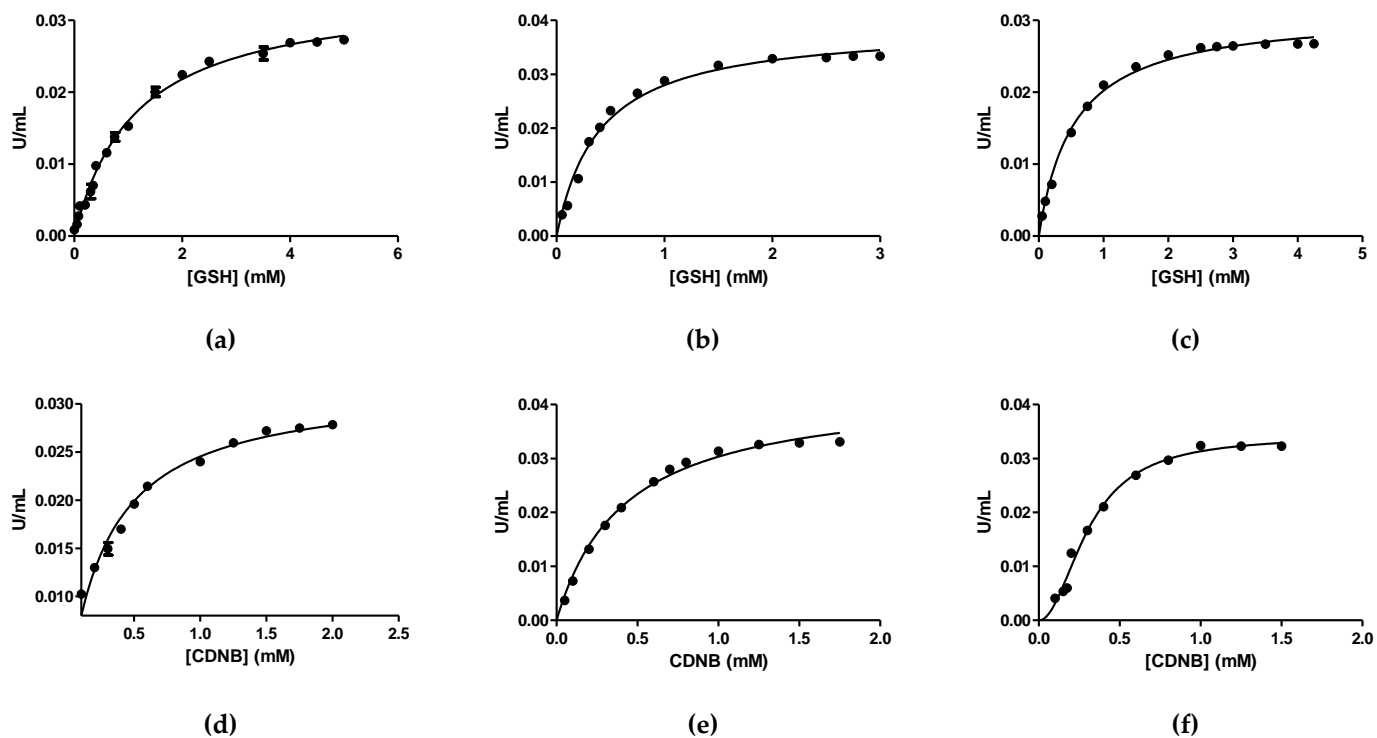 0.03
0.02
0.01
0.00
U/mL
0 2 4 6
[GSH] (mM)
(a)
0.04
0.03
0.02
0.01
0.00
U/mL
0 1 2 3
[GSH] (mM)
(b)
0.03
0.02
0.01
0.00
U/mL
0 1 2 3 4 5
[GSH] (mM)
(c)
0.030
0.025
0.020
0.015
0.010
U/mL
0.5 1.0 1.5 2.0 2.5
[CDNB] (mM)
(d)
0.04
0.03
0.02
0.01
0.00
U/mL
0.0 0.5 1.0 1.5 2.0
CDNB (mM)
(e)
0.04
0.03
0.02
0.01
0.00
U/mL
0.0 0.5 1.0 1.5 2.0
[CDNB] (mM)
(f)